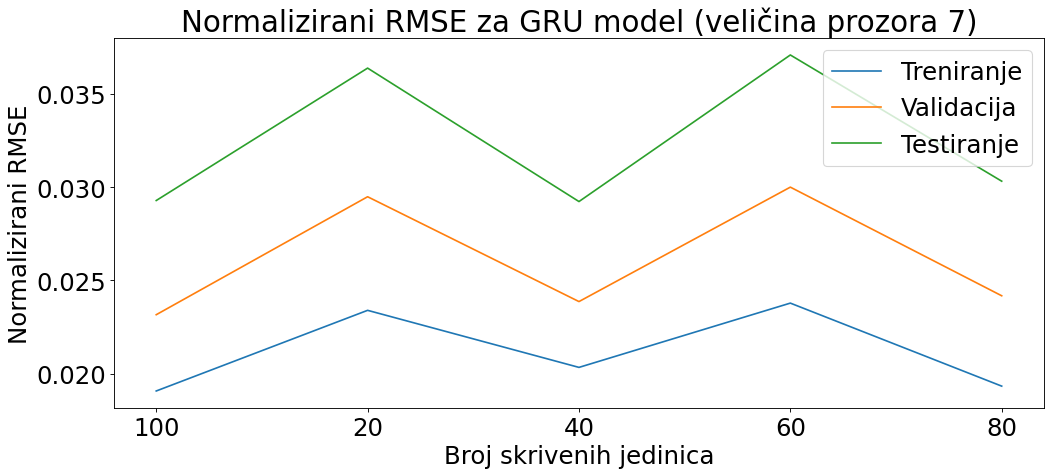 Normalizirani RMSE za GRU model (veličina prozora 7)
Treniranje
Validacija
Testiranje
Normalizirani RMSE
0.035
0.030
0.025
0.020
100 20 40 60 80
Broj skrivenih jedinica